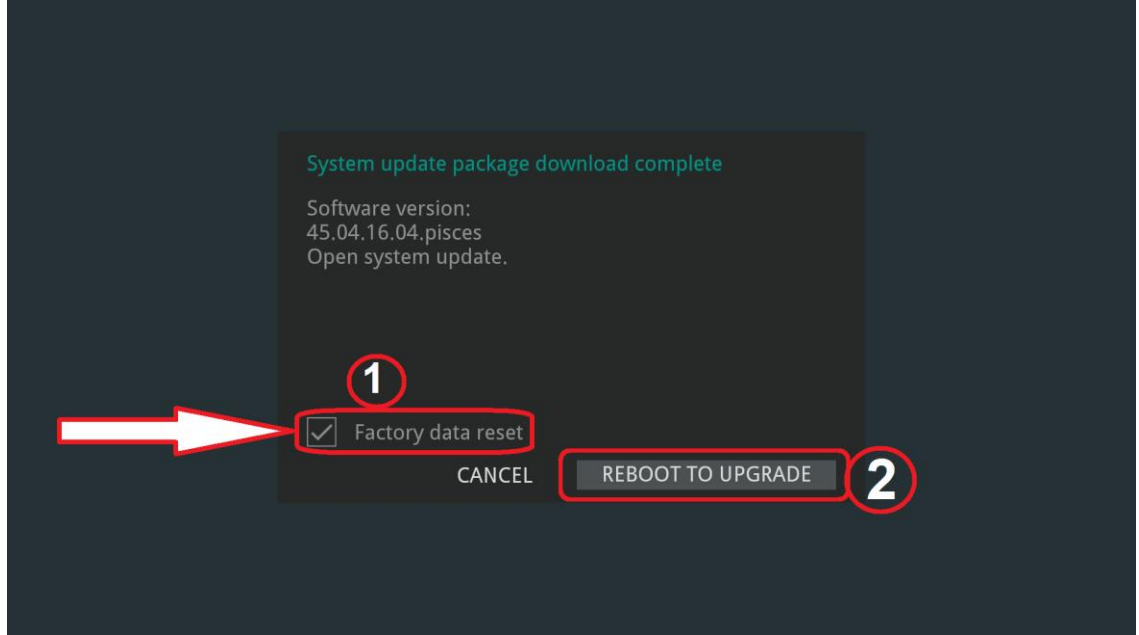 System update package download complete
Software version:
45.04.16.04.pisces
Open system update.
1
Factory data reset
CANCEL
REBOOT TO UPGRADE
2